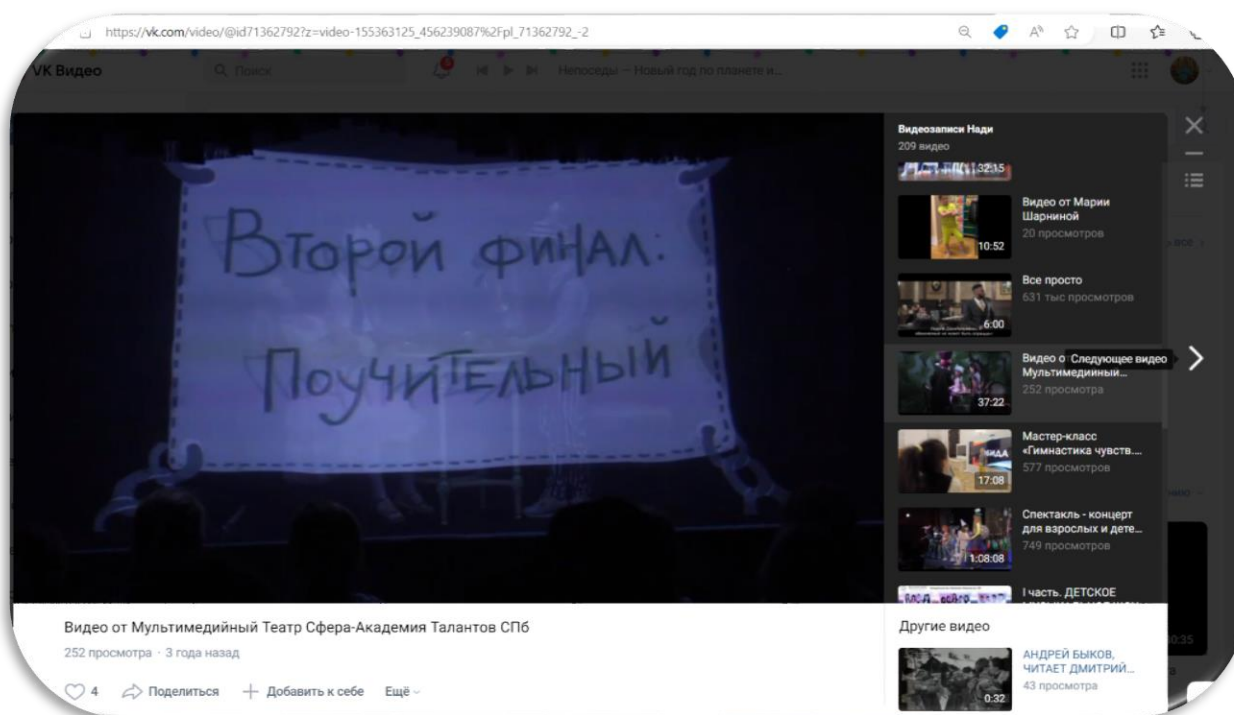 https://vk.com/video/@id71362792?z=video-155363125_456239087%2Fpl_71362792_-2
VK Видео
Поиск
Непоседы — Новый год по планете и...
Второй финал:
Поучительный
Видеозаписи Нади
209 видео
32:15
Видео от Марии
Шарниной
20 просмотров
10:52
Все просто
631 тыс просмотров
6:00
Видео о
Следующее видео
Мультимедийный...
252 просмотра
37:22
Мастер-класс
«Гимнастика чувств....
577 просмотров
17:08
Спектакль - концерт
для взрослых и дете...
749 просмотров
1:08:08
I часть. ДЕТСКОЕ
Видео от Мультимедийный Театр Сфера-Академия Талантов СПб
252 просмотра · 3 года назад
4
Поделиться
Добавить к себе
Ещё
Другие видео
АНДРЕЙ БЫКОВ,
ЧИТАЕТ ДМИТРИЙ...
43 просмотра
0:32